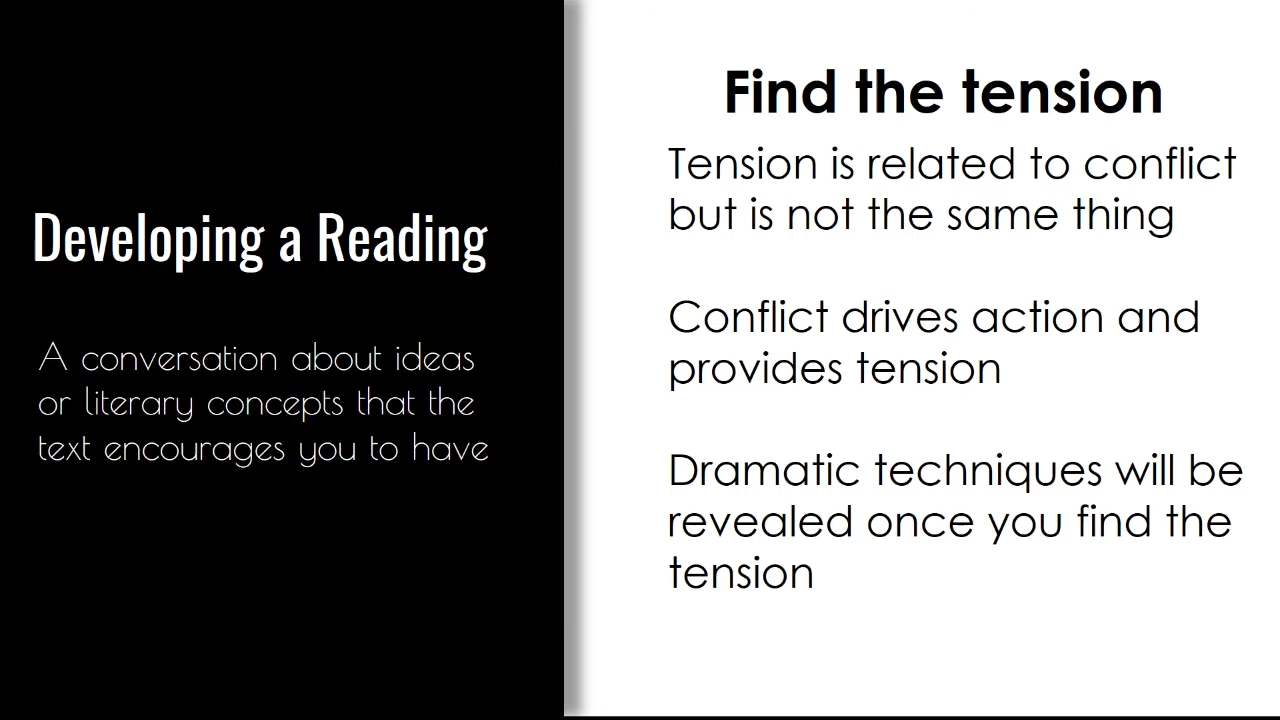 Developing a Reading
A conversation about ideas
or literary concepts that the
text encourages you to have
Find the tension
Tension is related to conflict
but is not the same thing
Conflict drives action and
provides tension
Dramatic techniques will be
revealed once you find the
tension